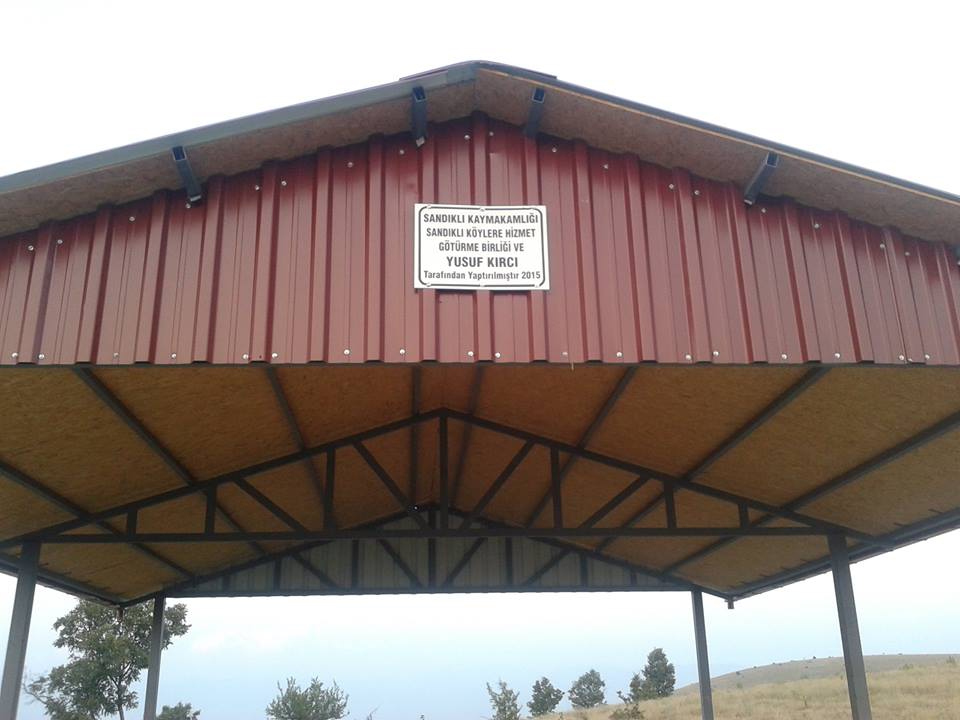 SANDIKLI KAYMAKAMLIĞI
SANDIKLI KÖYLERE HİZMET
GÖTÜRME BİRLİĞİ VE
YUSUF KIRCI
Tarafından Yaptırılmıştır 2015